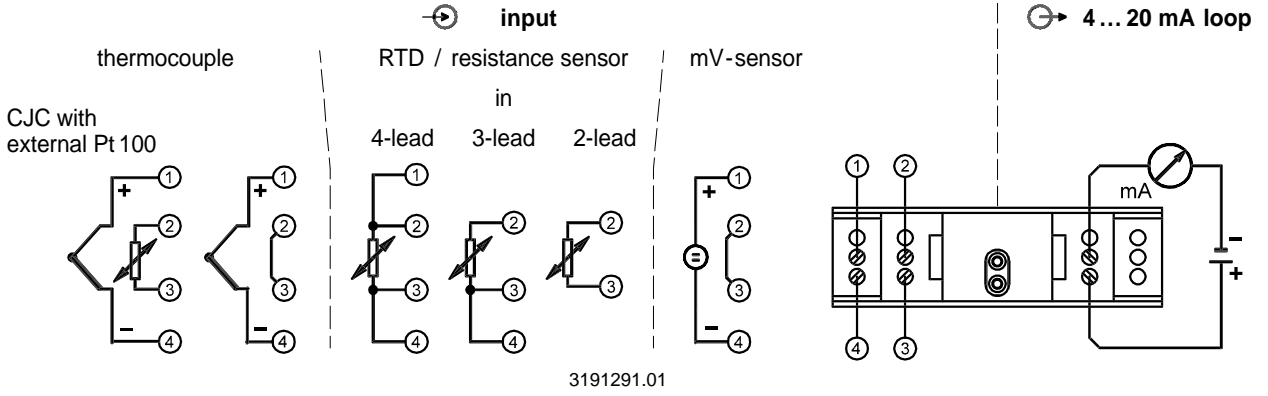 input
4 ... 20 mA loop
thermocouple
RTD / resistance sensor
mV-sensor
in
CJC with
external Pt 100
4-lead 3-lead 2-lead
1 1 1 1 1 2
+ + +
mA
2 2 2 2 2 2 2
=
-
+
3 3 3 3 3 3 3
- - -
4 4 4 4 4 4 3
3191291.01